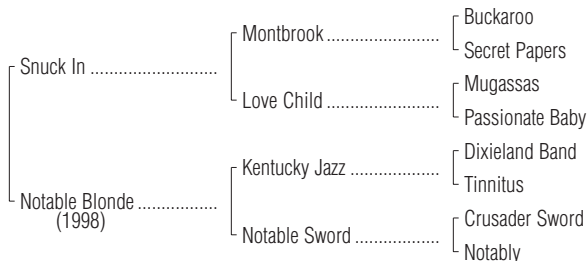 Buckaroo
Montbrook ..........................
Secret Papers
Snuck In .............................
Mugassas
Love Child ..........................
Passionate Baby
Dixieland Band
Kentucky Jazz ....................
Tinnitus
Notable Blonde ..................
(1998)
Crusader Sword
Notable Sword ....................
Notably